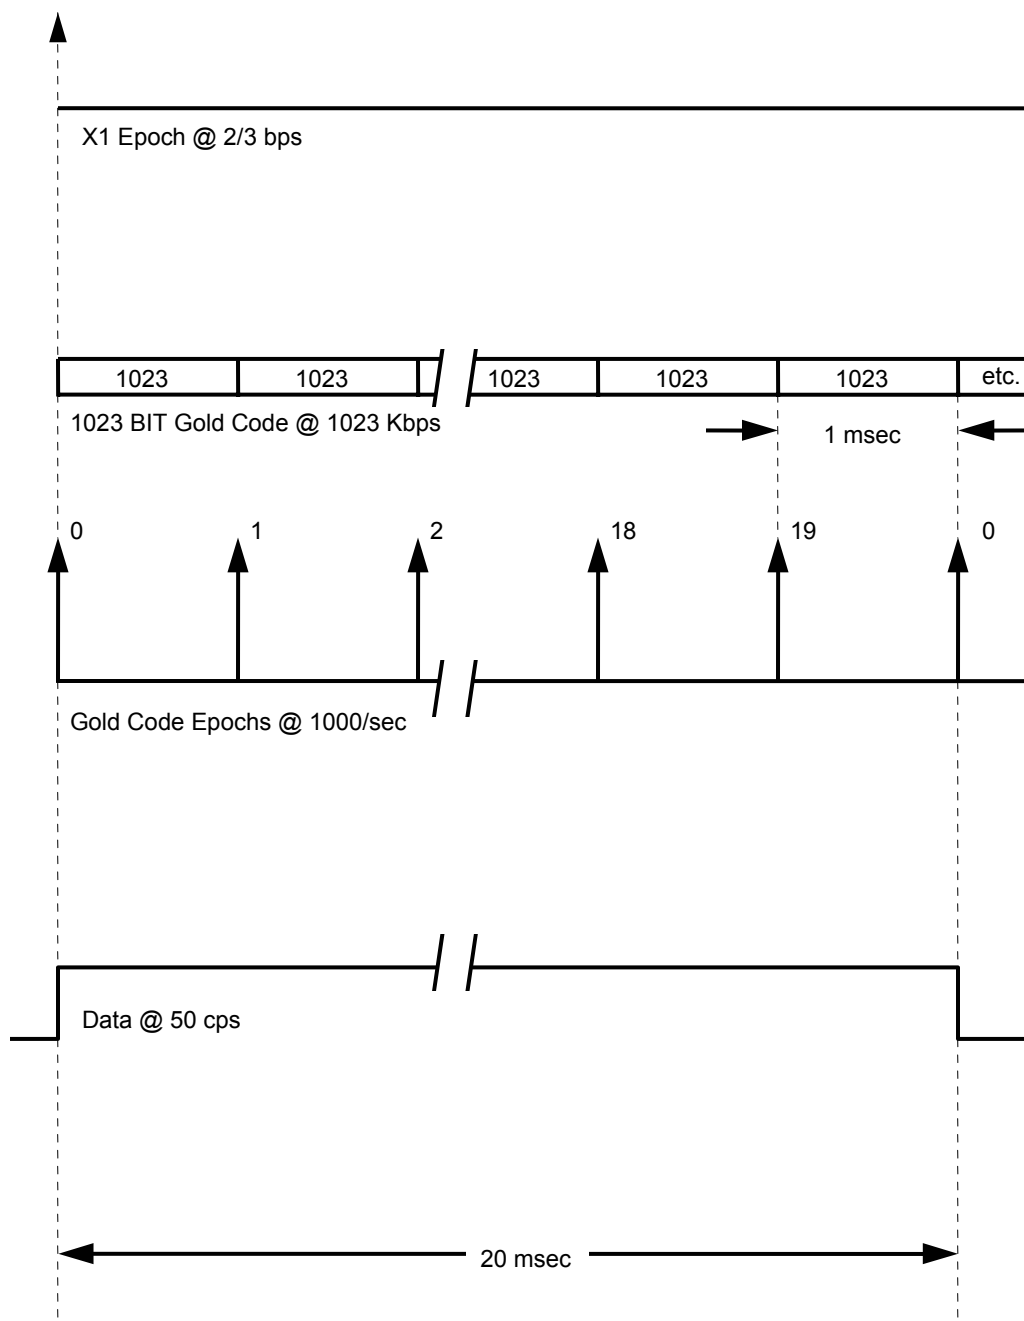 X1 Epoch @ 2/3 bps
1023 1023 1023 1023 1023 etc.
1023 BIT Gold Code @ 1023 Kbps
1 msec
0 1 2 18 19 0
Gold Code Epochs @ 1000/sec
Data @ 50 cps
20 msec